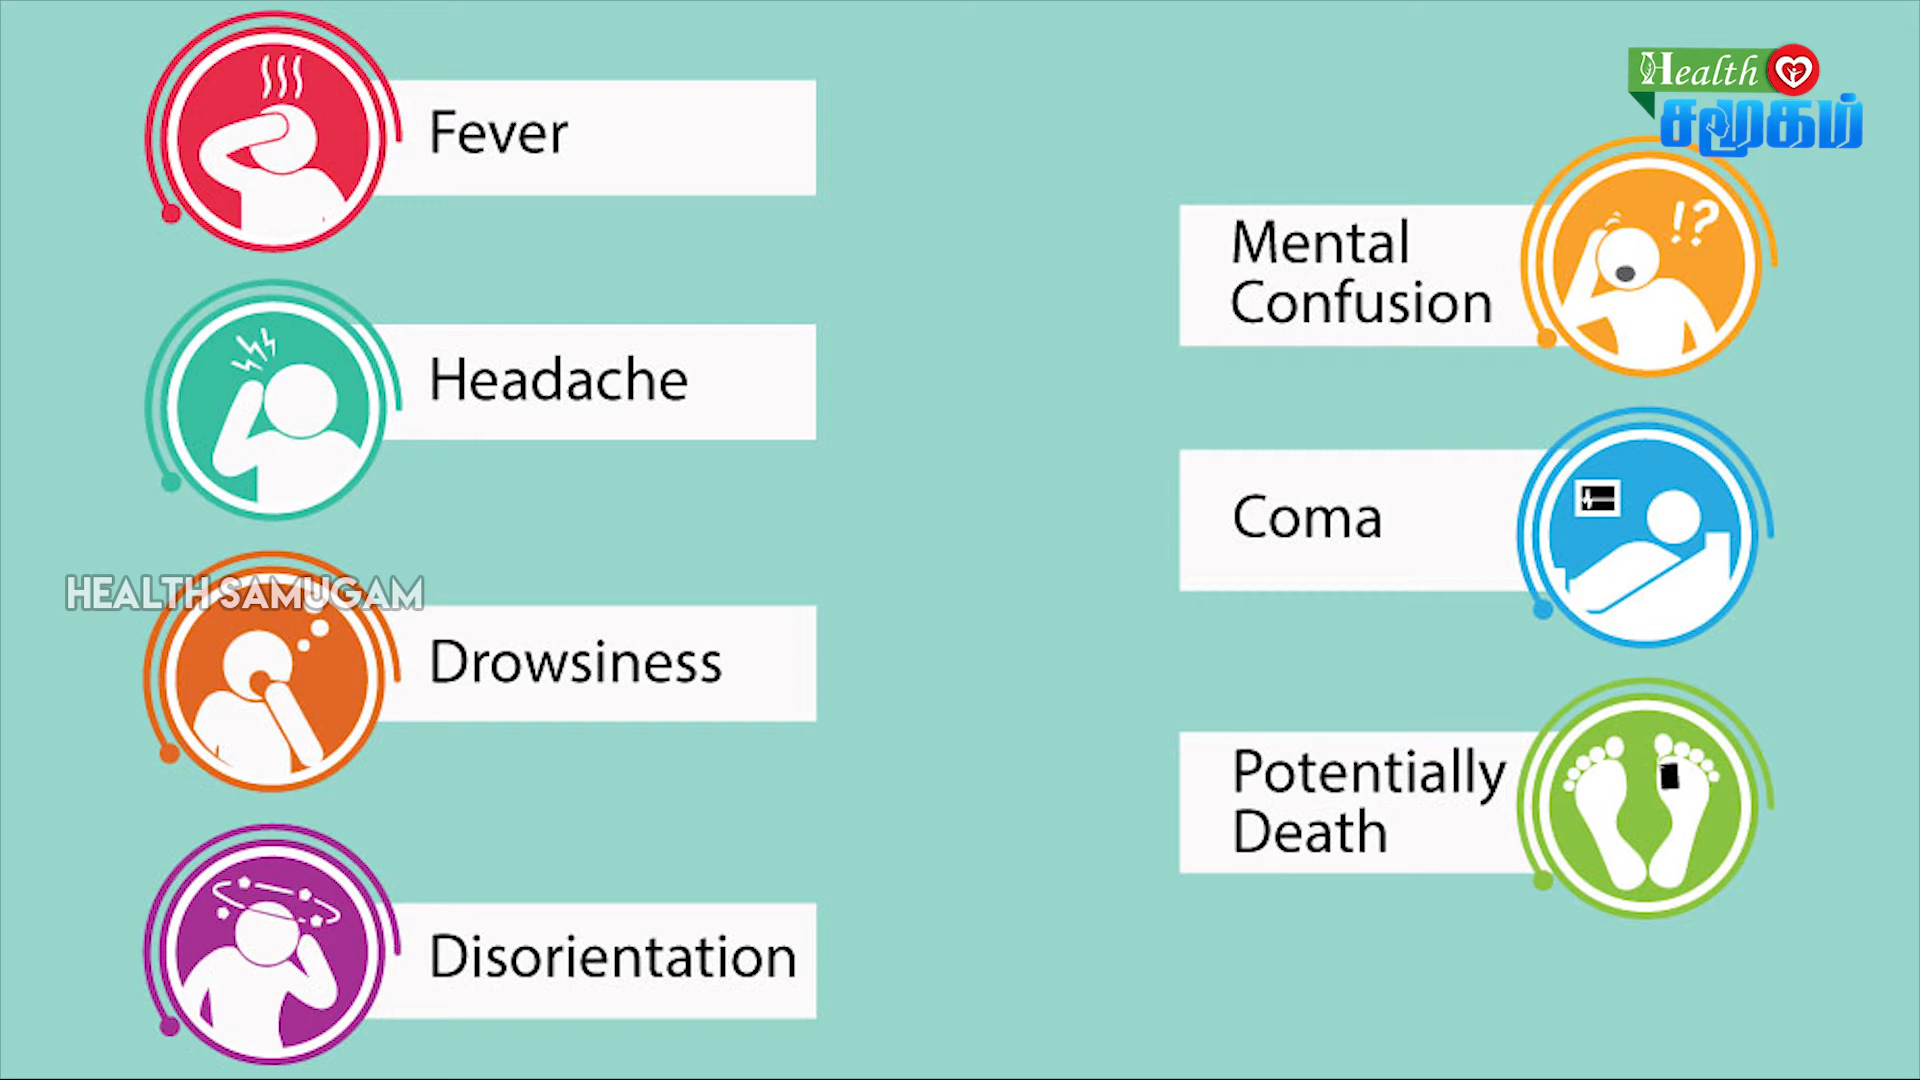 Fever
Headache
HEALTH SAMUGAM
Drowsiness
Disorientation
Health
சமூகம்
!?
Mental
Confusion
Coma
Potentially
Death